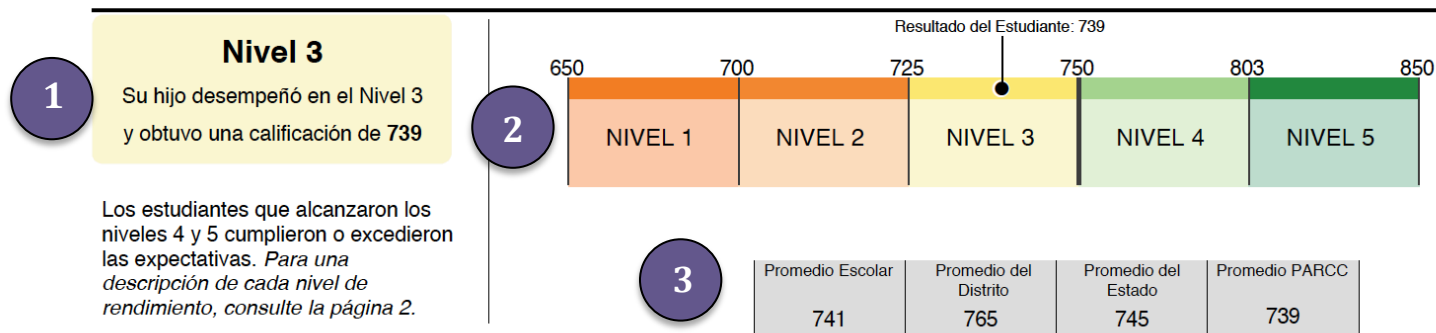 1
Nivel 3
Su hijo desempeñó en el Nivel 3
y obtuvo una calificación de 739
Los estudiantes que alcanzaron los
niveles 4 y 5 cumplieron o excedieron
las expectativas. Para una
descripción de cada nivel de
rendimiento, consulte la página 2.
2
Resultado del Estudiante: 739
650 700 725 750 803 850
NIVEL 1 NIVEL 2 NIVEL 3 NIVEL 4 NIVEL 5
3
Promedio Escolar
741
Promedio del
Distrito
765
Promedio del
Estado
745
Promedio PARCC
739